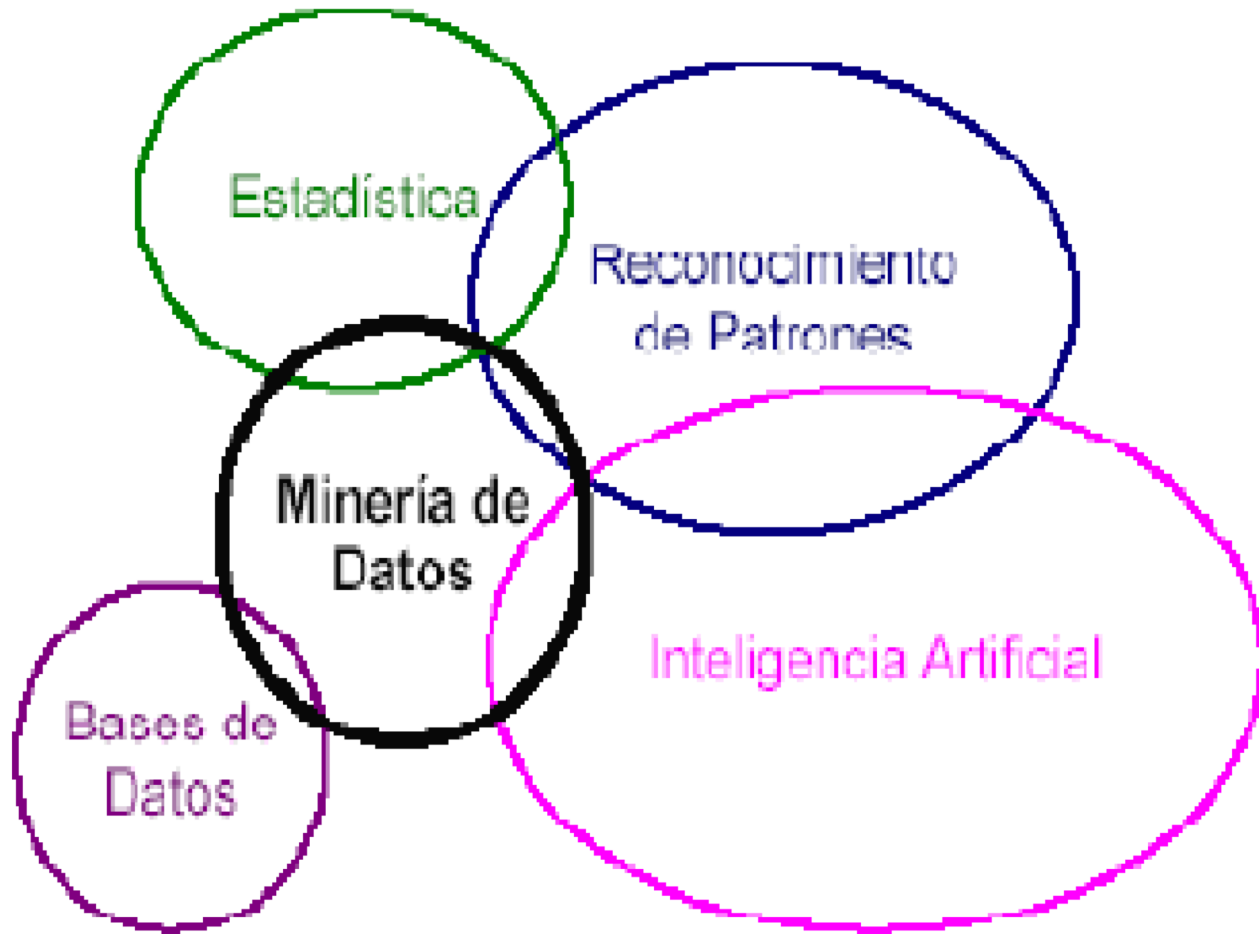 Estadística
Reconocimiento
de Patrones
Minería de
Datos
Inteligencia Artificial
Bases de
Datos